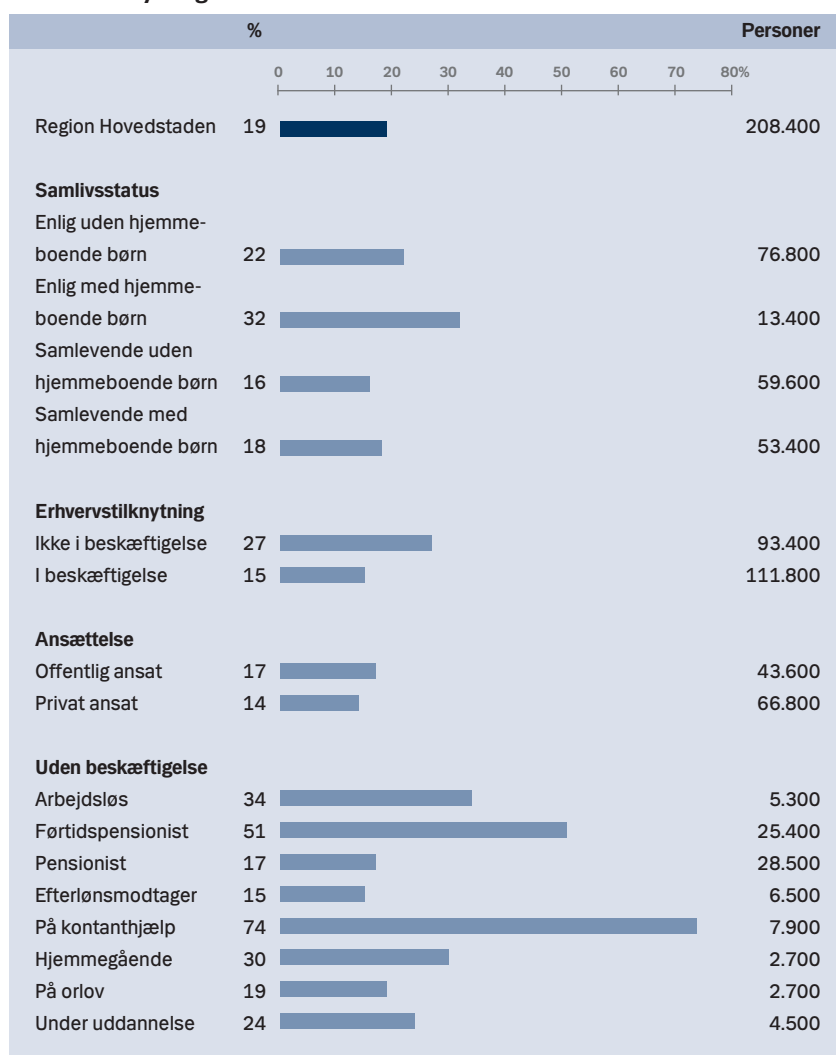 % Personer
0 10 20 30 40 50 60 70 80%
Region Hovedstaden 19 208.400
Samlivsstatus
Enlig uden hjemme-
boende børn 22 76.800
Enlig med hjemme-
boende børn 32 13.400
Samlevende uden
hjemmeboende børn 16 59.600
Samlevende med
hjemmeboende børn 18 53.400
Erhvervstilknytning
Ikke i beskæftigelse 27 93.400
I beskæftigelse 15 111.800
Ansættelse
Offentlig ansat 17 43.600
Privat ansat 14 66.800
Uden beskæftigelse
Arbejdsløs 34 5.300
Førtidspensionist 51 25.400
Pensionist 17 28.500
Efterlønsmodtager 15 6.500
På kontanthjælp 74 7.900
Hjemmegående 30 2.700
På orlov 19 2.700
Under uddannelse 24 4.500